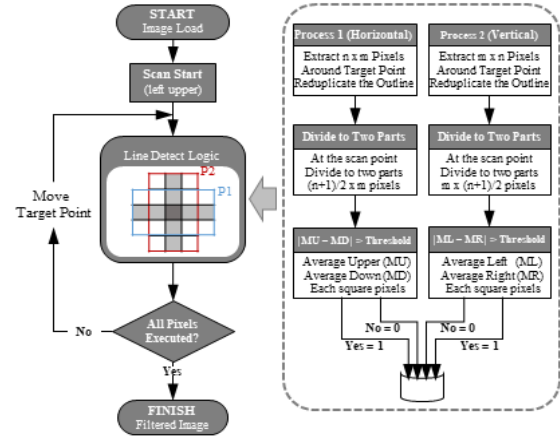 START
Image Load
Scan Start
(left upper)
Line Detect Logic
P2
P1
Move
Target Point
All Pixels
Executed?
No
Yes
FINISH
Filtered Image
Process 1 (Horizontal)
Extract n x m Pixels
Around Target Point
Reduplicate the Outline
Divide to Two Parts
At the scan point
Divide to two parts
(n+1)/2 x m pixels
|MU – MD| > Threshold
Average Upper (MU)
Average Down (MD)
Each square pixels
Process 2 (Vertical)
Extract m x n Pixels
Around Target Point
Reduplicate the Outline
Divide to Two Parts
At the scan point
Divide to two parts
m x (n+1)/2 pixels
|ML – MR| > Threshold
Average Left (ML)
Average Right (MR)
Each square pixels
No = 0
Yes = 1
No = 0
Yes = 1